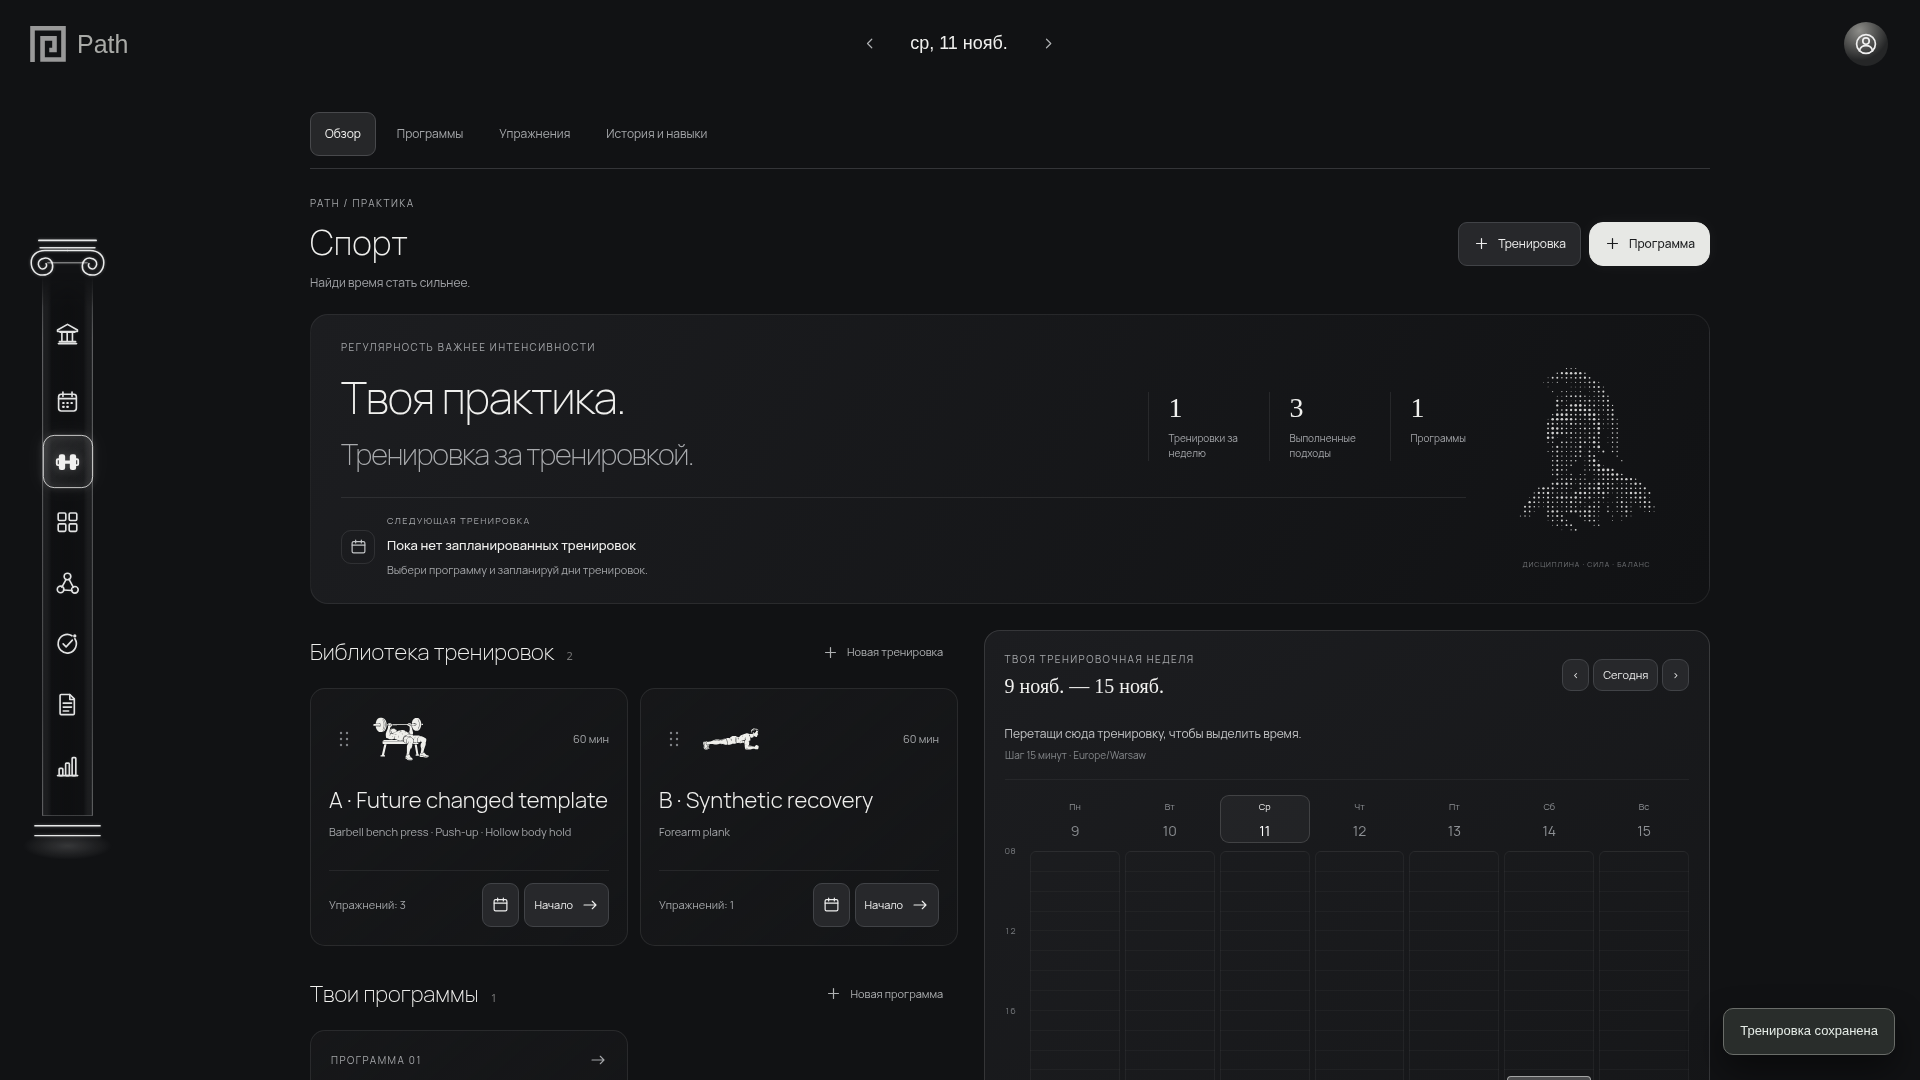 Path
ср, 11 нояб.
Обзор
Программы
Упражнения
История и навыки
PATH / ПРАКТИКА
Спорт
Найди время стать сильнее.
Тренировка
Программа
РЕГУЛЯРНОСТЬ ВАЖНЕЕ ИНТЕНСИВНОСТИ
Твоя практика.
Тренировка за тренировкой.
1
Тренировки за
неделю
3
Выполненные
подходы
1
Программы
СЛЕДУЮЩАЯ ТРЕНИРОВКА
Пока нет запланированных тренировок
Выбери программу и запланируй дни тренировок.
ДИСЦИПЛИНА · СИЛА · БАЛАНС
Библиотека тренировок 2
Новая тренировка
60 мин
A · Future changed template
Barbell bench press · Push-up · Hollow body hold
Упражнений: 3
Начало
60 мин
B · Synthetic recovery
Forearm plank
Упражнений: 1
Начало
Твои программы 1
Новая программа
ПРОГРАММА 01
ТВОЯ ТРЕНИРОВОЧНАЯ НЕДЕЛЯ
9 нояб. — 15 нояб.
Сегодня
Перетащи сюда тренировку, чтобы выделить время.
Шаг 15 минут · Europe/Warsaw
Пн Вт Ср Чт Пт Сб Вс
9 10 11 12 13 14 15
08
12
16
Тренировка сохранена